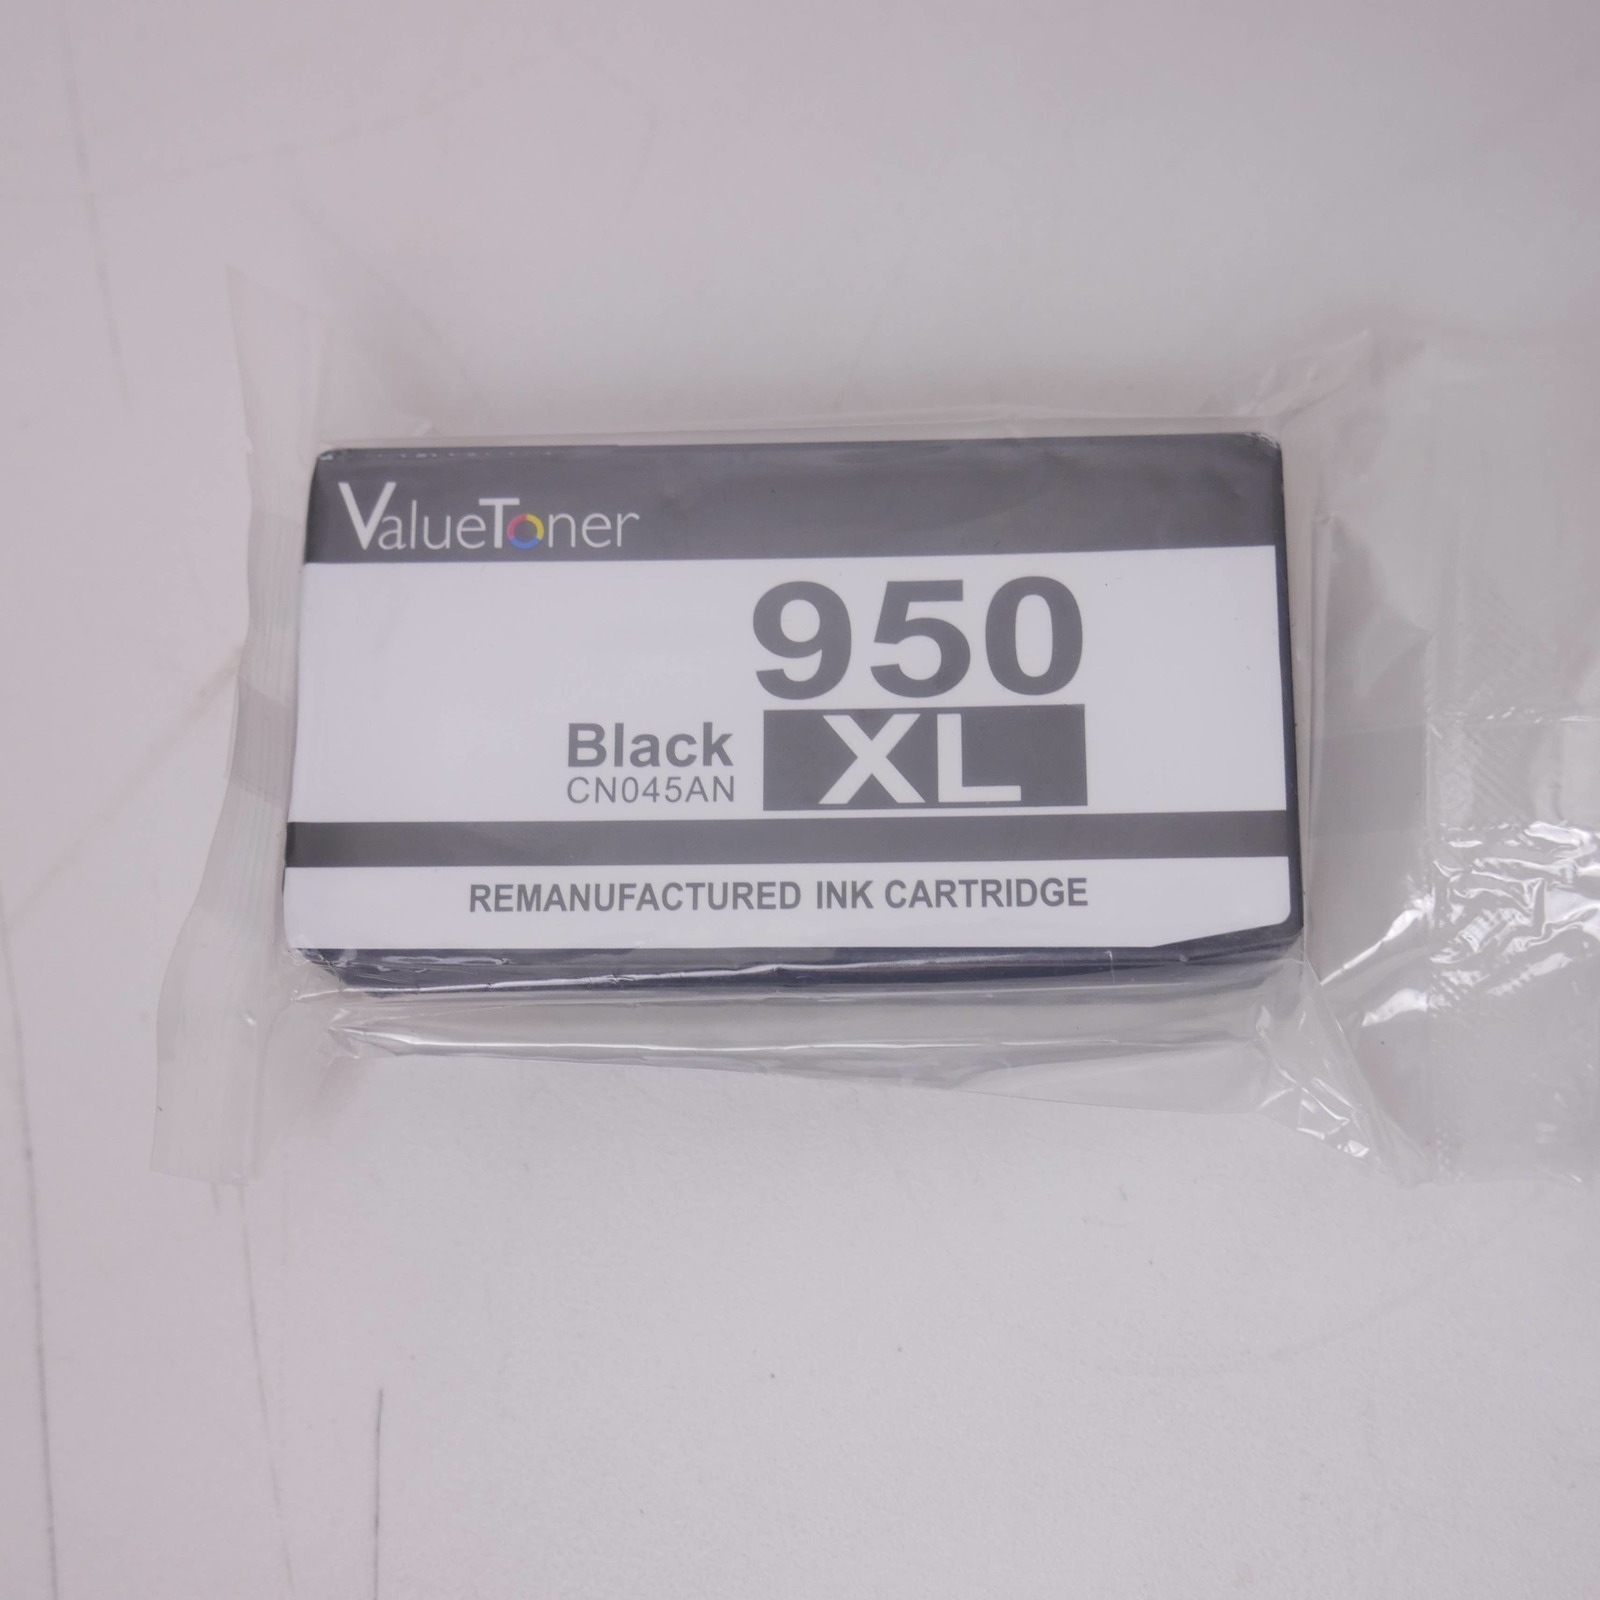 ValueToner
950
Black XL
CN045AN
REMANUFACTURED INK CARTRIDGE